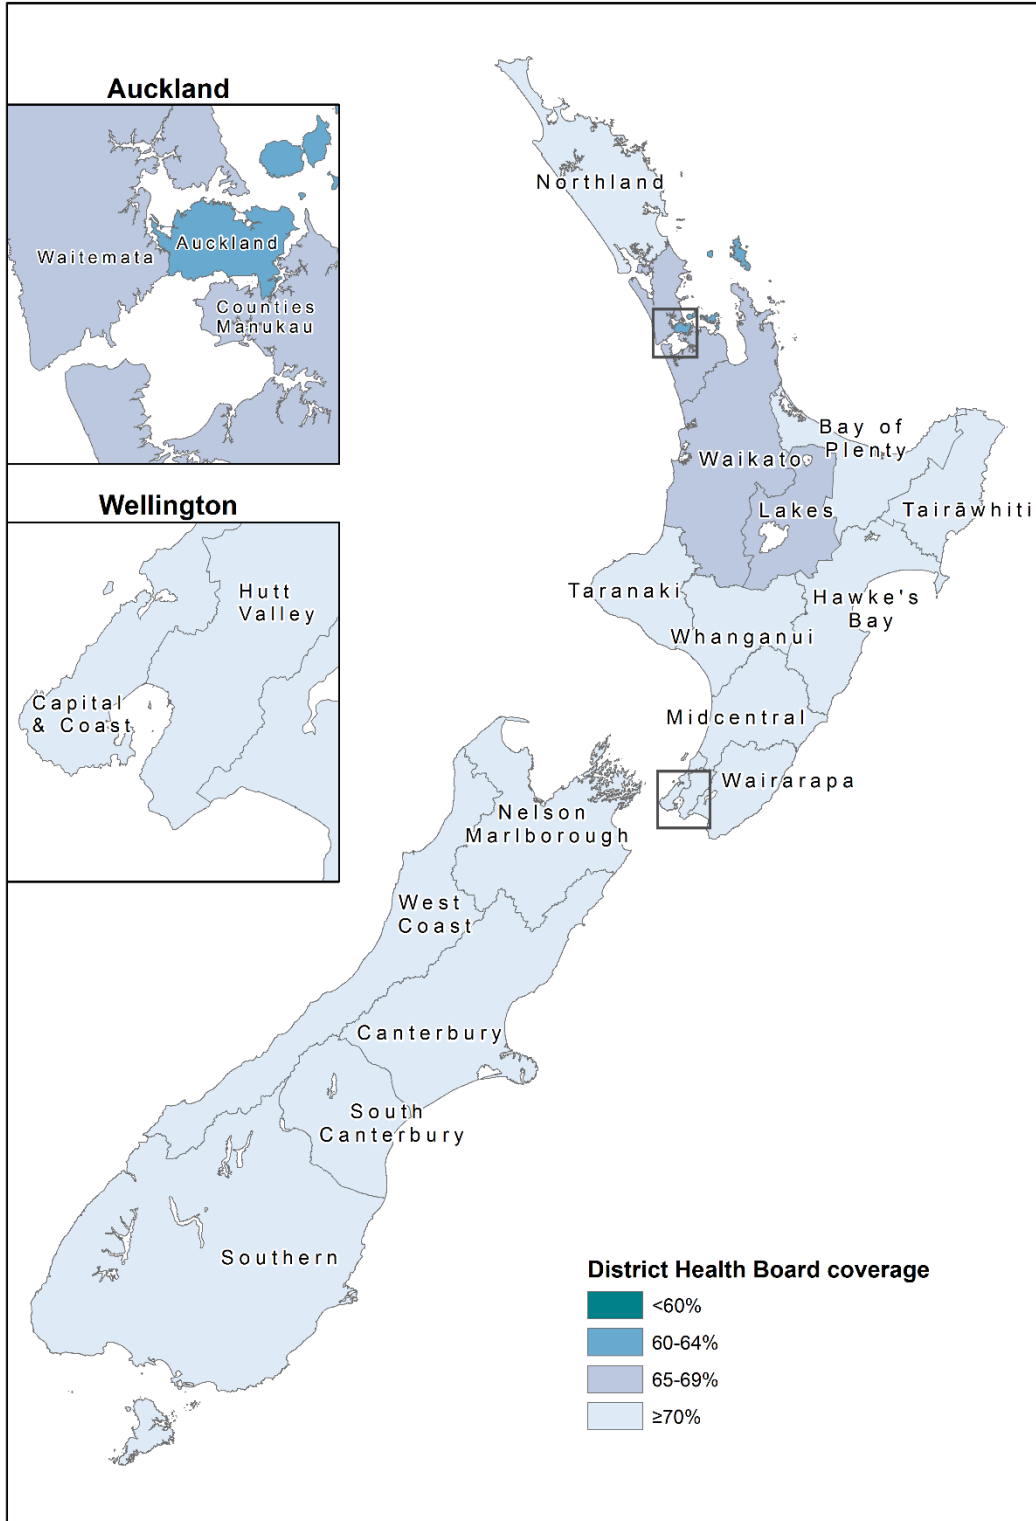 Auckland
Waitemata
Auckland
Counties
Manukau
Wellington
Hutt
Valley
Capital
& Coast
Northland
Bay of
Plenty
Waikato
Lakes
Tairāwhiti
Taranaki
Hawke's
Bay
Whanganui
Midcentral
Wairarapa
Nelson
Marlborough
West
Coast
Canterbury
South
Canterbury
Southern
District Health Board coverage
<60%
60-64%
65-69%
≥70%